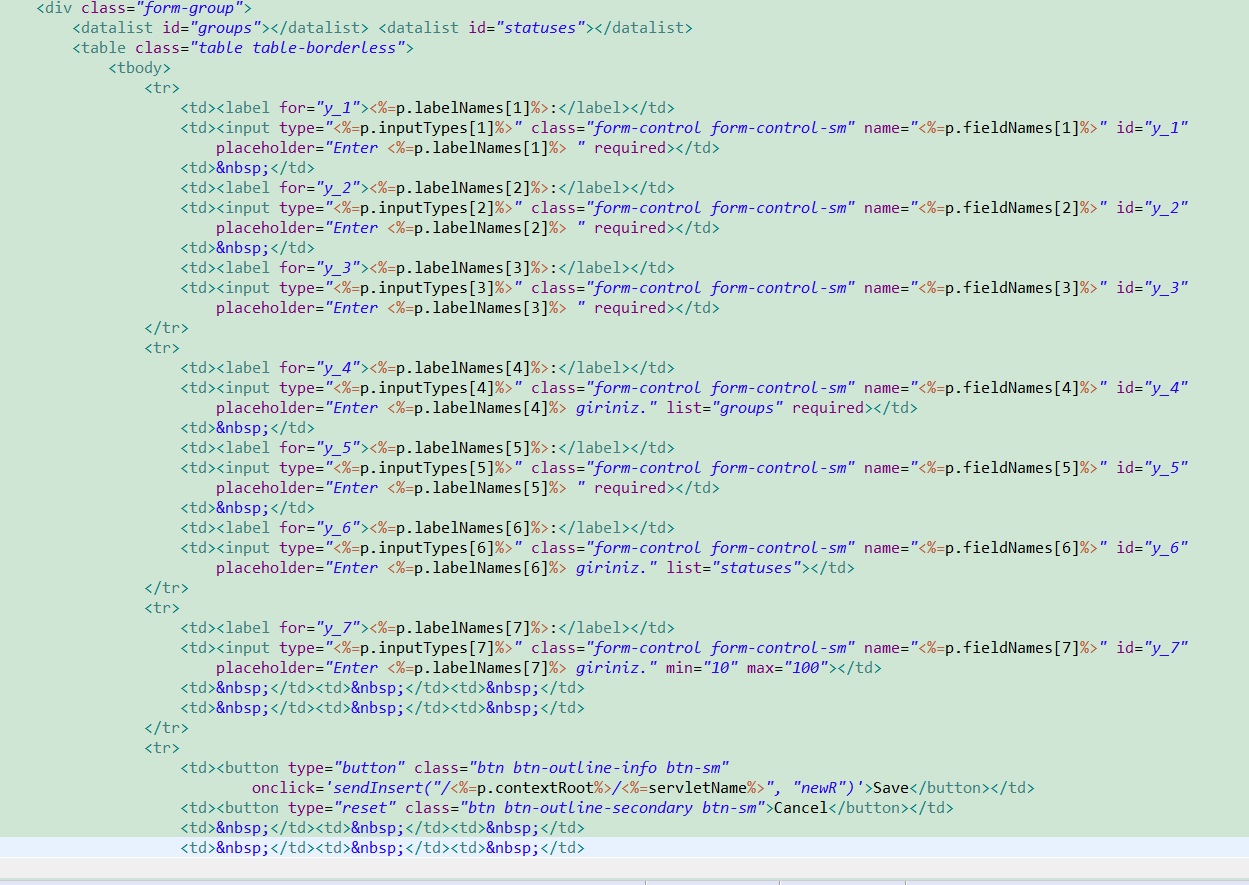 <div class="form-group">
<datalist id="groups"></datalist> <datalist id="statuses"></datalist>
<table class="table table-borderless">
<tbody>
<tr>
<td><label for="y_1"><%=p.labelNames[1]%>:</label></td>
<td><input type="<%=p.inputTypes[1]%>" class="form-control form-control-sm" name="<%=p.fieldNames[1]%>" id="y_1"
placeholder="Enter <%=p.labelNames[1]%> " required></td>
<td>&nbsp;</td>
<td><label for="y_2"><%=p.labelNames[2]%>:</label></td>
<td><input type="<%=p.inputTypes[2]%>" class="form-control form-control-sm" name="<%=p.fieldNames[2]%>" id="y_2"
placeholder="Enter <%=p.labelNames[2]%> " required></td>
<td>&nbsp;</td>
<td><label for="y_3"><%=p.labelNames[3]%>:</label></td>
<td><input type="<%=p.inputTypes[3]%>" class="form-control form-control-sm" name="<%=p.fieldNames[3]%>" id="y_3"
placeholder="Enter <%=p.labelNames[3]%> " required></td>
</tr>
<tr>
<td><label for="y_4"><%=p.labelNames[4]%>:</label></td>
<td><input type="<%=p.inputTypes[4]%>" class="form-control form-control-sm" name="<%=p.fieldNames[4]%>" id="y_4"
placeholder="Enter <%=p.labelNames[4]%> giriniz." list="groups" required></td>
<td>&nbsp;</td>
<td><label for="y_5"><%=p.labelNames[5]%>:</label></td>
<td><input type="<%=p.inputTypes[5]%>" class="form-control form-control-sm" name="<%=p.fieldNames[5]%>" id="y_5"
placeholder="Enter <%=p.labelNames[5]%> " required></td>
<td>&nbsp;</td>
<td><label for="y_6"><%=p.labelNames[6]%>:</label></td>
<td><input type="<%=p.inputTypes[6]%>" class="form-control form-control-sm" name="<%=p.fieldNames[6]%>" id="y_6"
placeholder="Enter <%=p.labelNames[6]%> giriniz." list="statuses"></td>
</tr>
<tr>
<td><label for="y_7"><%=p.labelNames[7]%>:</label></td>
<td><input type="<%=p.inputTypes[7]%>" class="form-control form-control-sm" name="<%=p.fieldNames[7]%>" id="y_7"
placeholder="Enter <%=p.labelNames[7]%> giriniz." min="10" max="100"></td>
<td>&nbsp;</td><td>&nbsp;</td><td>&nbsp;</td>
<td>&nbsp;</td><td>&nbsp;</td><td>&nbsp;</td>
</tr>
<tr>
<td><button type="button" class="btn btn-outline-info btn-sm"
onclick='sendInsert("/<%=p.contextRoot%>/<%=servletName%>", "newR")'>Save</button></td>
<td><button type="reset" class="btn btn-outline-secondary btn-sm">Cancel</button></td>
<td>&nbsp;</td><td>&nbsp;</td><td>&nbsp;</td>
<td>&nbsp;</td><td>&nbsp;</td><td>&nbsp;</td>